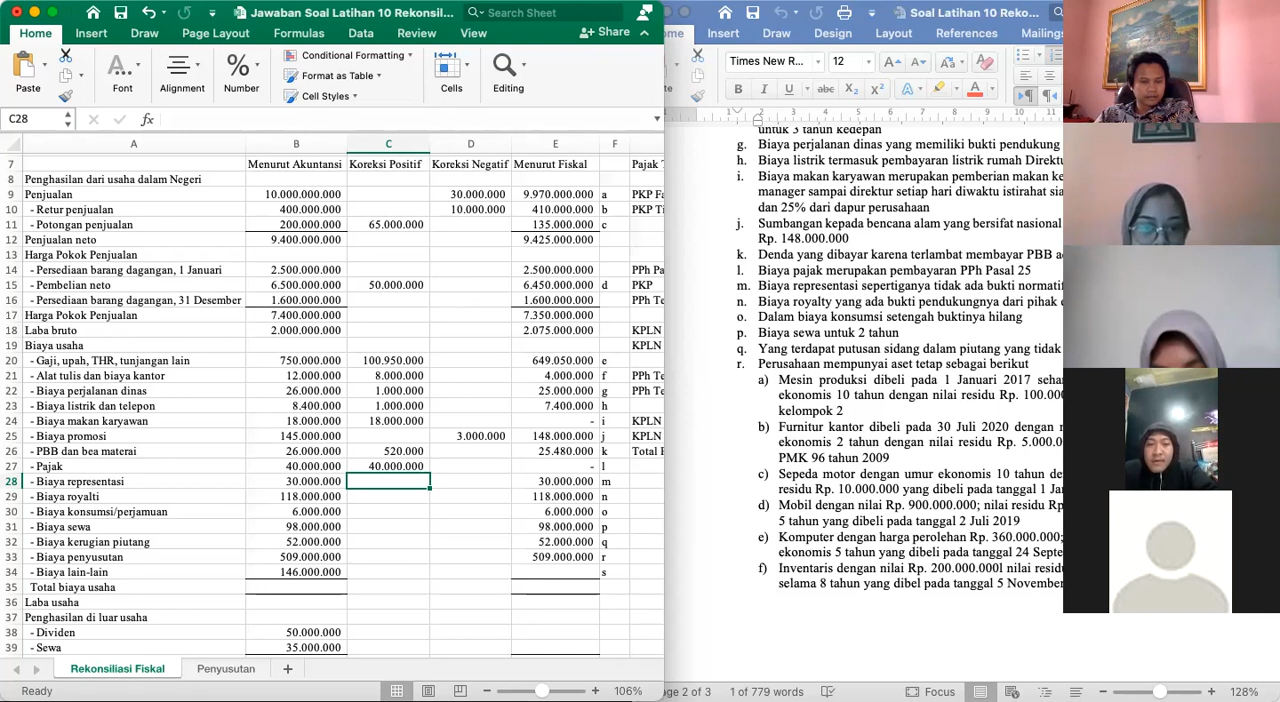 Jawaban Soal Latihan 10 Rekonsil...
Search Sheet
Home Insert Draw Page Layout Formulas Data Review View Share
Paste Font Alignment Number
Conditional Formatting
Format as Table
Cell Styles
Cells Editing
C28 fx
A B C D E F
7 Menurut Akuntansi Koreksi Positif Koreksi Negatif Menurut Fiskal
8 Penghasilan dari usaha dalam Negeri
9 Penjualan 10.000.000.000 30.000.000 9.970.000.000 a
10 - Retur penjualan 400.000.000 10.000.000 410.000.000 b
11 - Potongan penjualan 200.000.000 65.000.000 135.000.000 c
12 Penjualan neto 9.400.000.000 9.425.000.000
13 Harga Pokok Penjualan
14 - Persediaan barang dagangan, 1 Januari 2.500.000.000 2.500.000.000
15 - Pembelian neto 6.500.000.000 50.000.000 6.450.000.000 d PKP
16 - Persediaan barang dagangan, 31 Desember 1.600.000.000 1.600.000.000
17 Harga Pokok Penjualan 7.400.000.000 7.350.000.000
18 Laba bruto 2.000.000.000 2.075.000.000 KPLN
19 Biaya usaha KPLN
20 - Gaji, upah, THR, tunjangan lain 750.000.000 100.950.000 649.050.000 e
21 - Alat tulis dan biaya kantor 12.000.000 8.000.000 4.000.000 f
22 - Biaya perjalanan dinas 26.000.000 1.000.000 25.000.000 g
23 - Biaya listrik dan telepon 8.400.000 1.000.000 7.400.000 h
24 - Biaya makan karyawan 18.000.000 18.000.000 - i KPLN
25 - Biaya promosi 145.000.000 3.000.000 148.000.000 j KPLN
26 - PBB dan bea materai 26.000.000 520.000 25.480.000 k Total
27 - Pajak 40.000.000 40.000.000 - l
28 - Biaya representasi 30.000.000 30.000.000 m
29 - Biaya royalti 118.000.000 118.000.000 n
30 - Biaya konsumsi/perjamuan 6.000.000 6.000.000 o
31 - Biaya sewa 98.000.000 98.000.000 p
32 - Biaya kerugian piutang 52.000.000 52.000.000 q
33 - Biaya penyusutan 509.000.000 509.000.000 r
34 - Biaya lain-lain 146.000.000 s
35 Total biaya usaha
36 Laba usaha
37 Penghasilan di luar usaha
38 - Dividen 50.000.000
39 - Sewa 35.000.000
Rekonsiliasi Fiskal Penyusutan
Ready 106%
Soal Latihan 10 Reko...
Insert Draw Design Layout References Mailing
Times New R... 12
2 3 4 5 6 7 8 9 10
untuk 3 tahun kedepan
g. Biaya perjalanan dinas yang memiliki bukti pendukung
h. Biaya listrik termasuk pembayaran listrik rumah
i. Biaya makan karyawan merupakan pemberian makan
manager sampai direktur setiap hari diwaktu istirahat
dan 25% dari dapur perusahaan
j. Sumbangan kepada bencana alam yang bersifat nasional
Rp. 148.000.000
k. Denda yang dibayar karena terlambat membayar PBB
l. Biaya pajak merupakan pembayaran PPh Pasal 25
m. Biaya representasi sepertiganya tidak ada bukti
n. Biaya royalty yang ada bukti pendukungnya dari pihak
o. Dalam biaya konsumsi setengah buktinya hilang
p. Biaya sewa untuk 2 tahun
q. Yang terdapat putusan sidang dalam piutang yang tidak
r. Perusahaan mempunyai aset tetap sebagai berikut
a) Mesin produksi dibeli pada 1 Januari 2017
ekonomis 10 tahun dengan nilai residu Rp.
kelompok 2
b) Furnitur kantor dibeli pada 30 Juli 2020 dengan
ekonomis 2 tahun dengan nilai residu Rp.
PMK 96 tahun 2009
c) Sepeda motor dengan umur ekonomis 10 tahun
residu Rp. 10.000.000 yang dibeli pada tanggal 1
d) Mobil dengan nilai Rp. 900.000.000; nilai residu
5 tahun yang dibeli pada tanggal 2 Juli 2019
e) Komputer dengan harga perolehan Rp. 360.000.000;
ekonomis 5 tahun yang dibeli pada tanggal 24
f) Inventaris dengan nilai Rp. 200.000.000l nilai
selama 8 tahun yang dibel pada tanggal 5
2 of 3 1 of 779 words Focus 128%